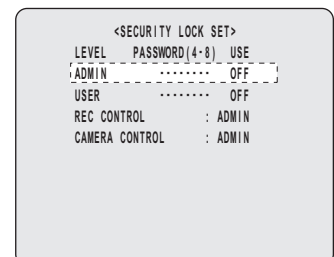 <SECURITY LOCK SET>
LEVEL PASSWORD(4-8) USE
ADMIN -------- OFF
USER -------- OFF
REC CONTROL : ADMIN
CAMERA CONTROL : ADMIN